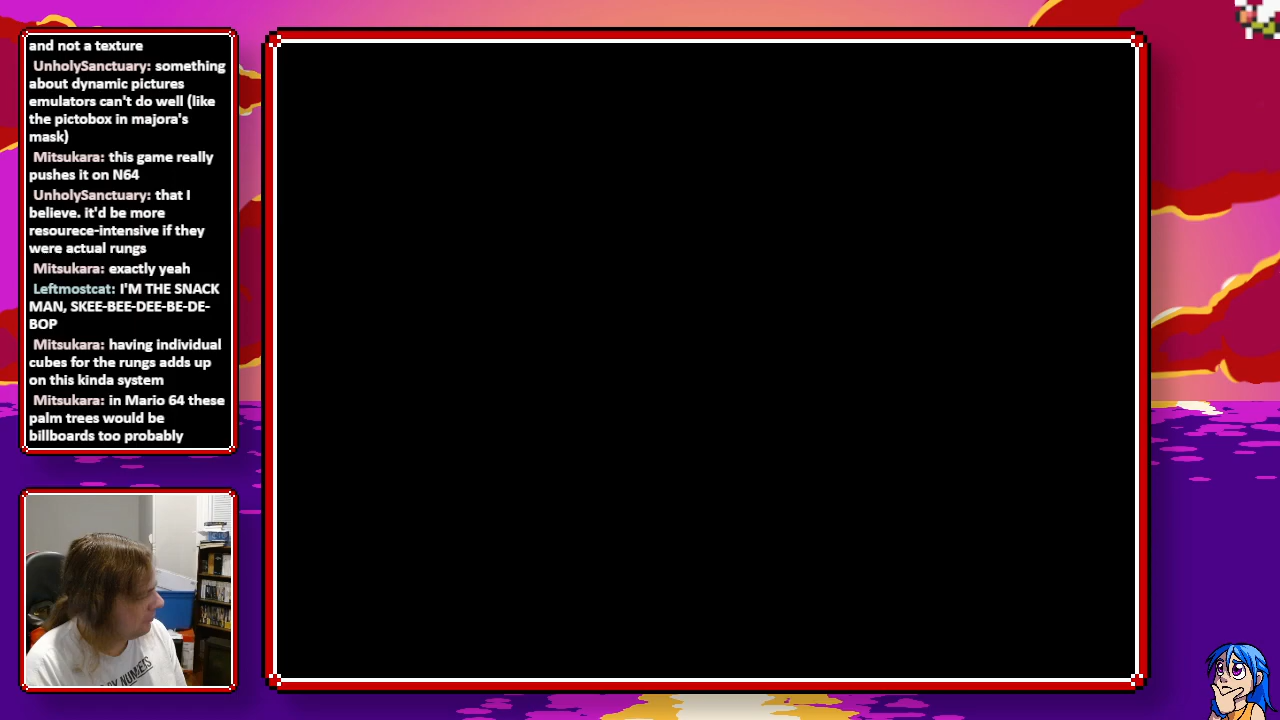 and not a texture
UnholySanctuary: something
about dynamic pictures
emulators can't do well (like
the pictobox in majora's
mask)
Mitsukara: this game really
pushes it on N64
UnholySanctuary: that I
believe. it'd be more
resourece-intensive if they
were actual rungs
Mitsukara: exactly yeah
Leftmostcat: I'M THE SNACK
MAN, SKEE-BEE-DEE-BE-DE-
BOP
Mitsukara: having individual
cubes for the rungs adds up
on this kinda system
Mitsukara: in Mario 64 these
palm trees would be
billboards too probably
NUMBERS